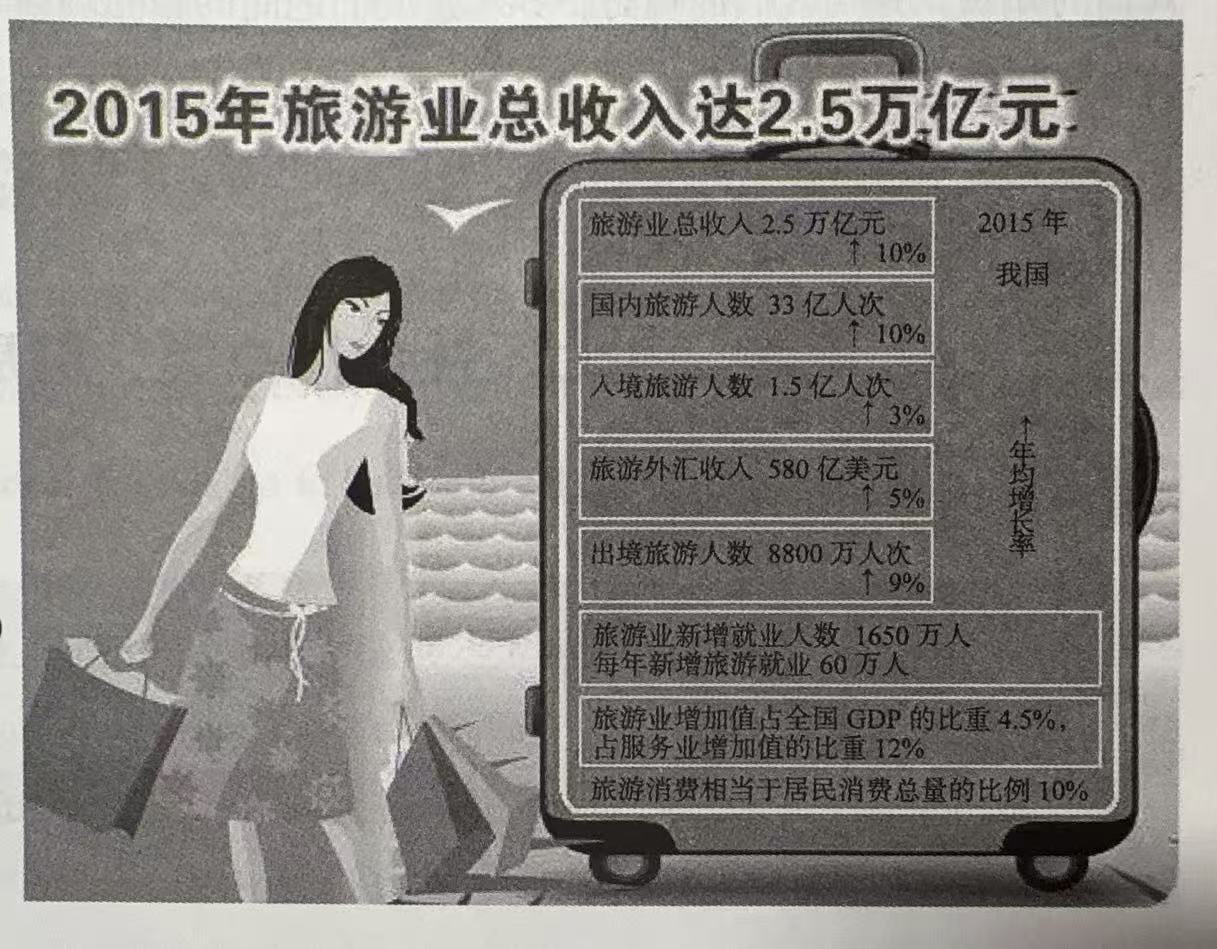 2015年旅游业总收入达2.5万亿元
旅游业总收入 2.5 万亿元
↑ 10%
国内旅游人数 33 亿人次
↑ 10%
入境旅游人数 1.5 亿人次
↑ 3%
旅游外汇收入 580 亿美元
↑ 5%
出境旅游人数 8800 万人次
↑ 9%
2015 年
我国
↑年均增长率
旅游业新增就业人数 1650 万人
每年新增旅游就业 60 万人
旅游业增加值占全国 GDP 的比重 4.5%,
占服务业增加值的比重 12%
旅游消费相当于居民消费总量的比例 10%